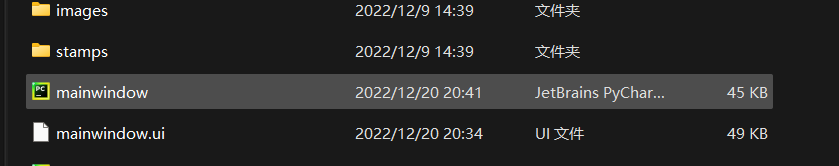 images 2022/12/9 14:39 文件夹
stamps 2022/12/9 14:39 文件夹
PC mainwindow 2022/12/20 20:41 JetBrains PyChar... 45 KB
mainwindow.ui 2022/12/20 20:34 UI 文件 49 KB